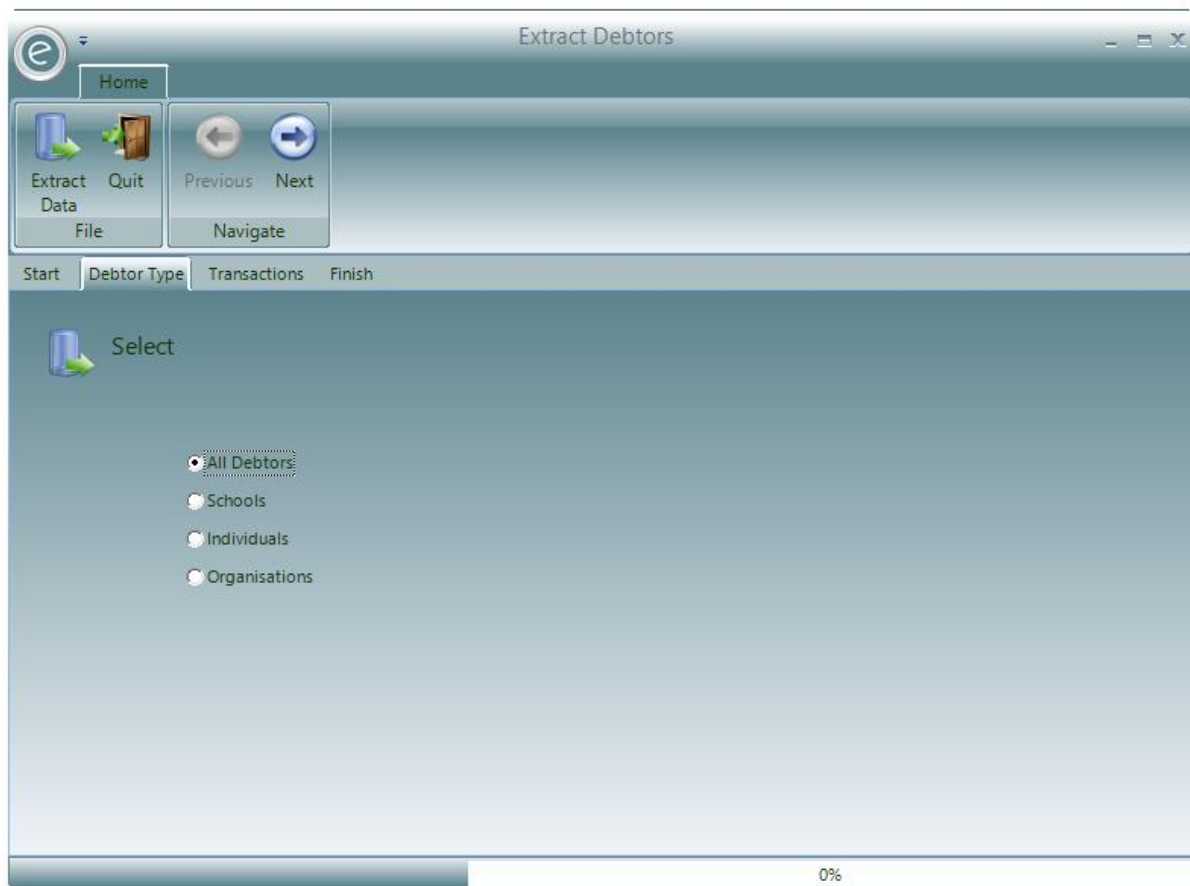 e
Extract Debtors
Home
Extract Data
Quit
Previous
Next
File
Navigate
Start Debtor Type Transactions Finish
Select
All Debtors
Schools
Individuals
Organisations
0%